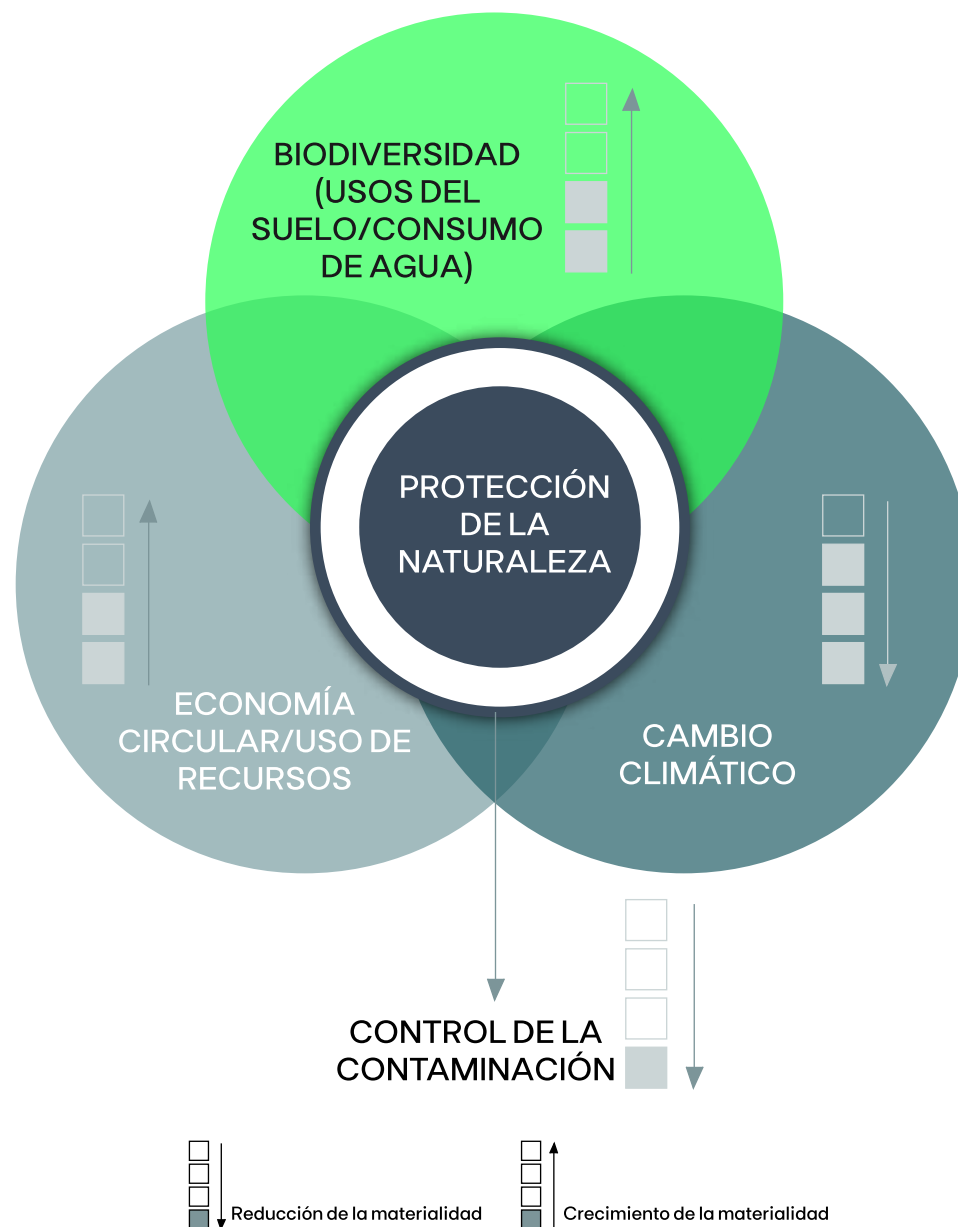 BIODIVERSIDAD
(USOS DEL
SUELO/CONSUMO
DE AGUA)
PROTECCIÓN
DE LA
NATURALEZA
ECONOMÍA
CIRCULAR/USO DE
RECURSOS
CAMBIO
CLIMÁTICO
CONTROL DE LA
CONTAMINACIÓN
Reducción de la materialidad
Crecimiento de la materialidad